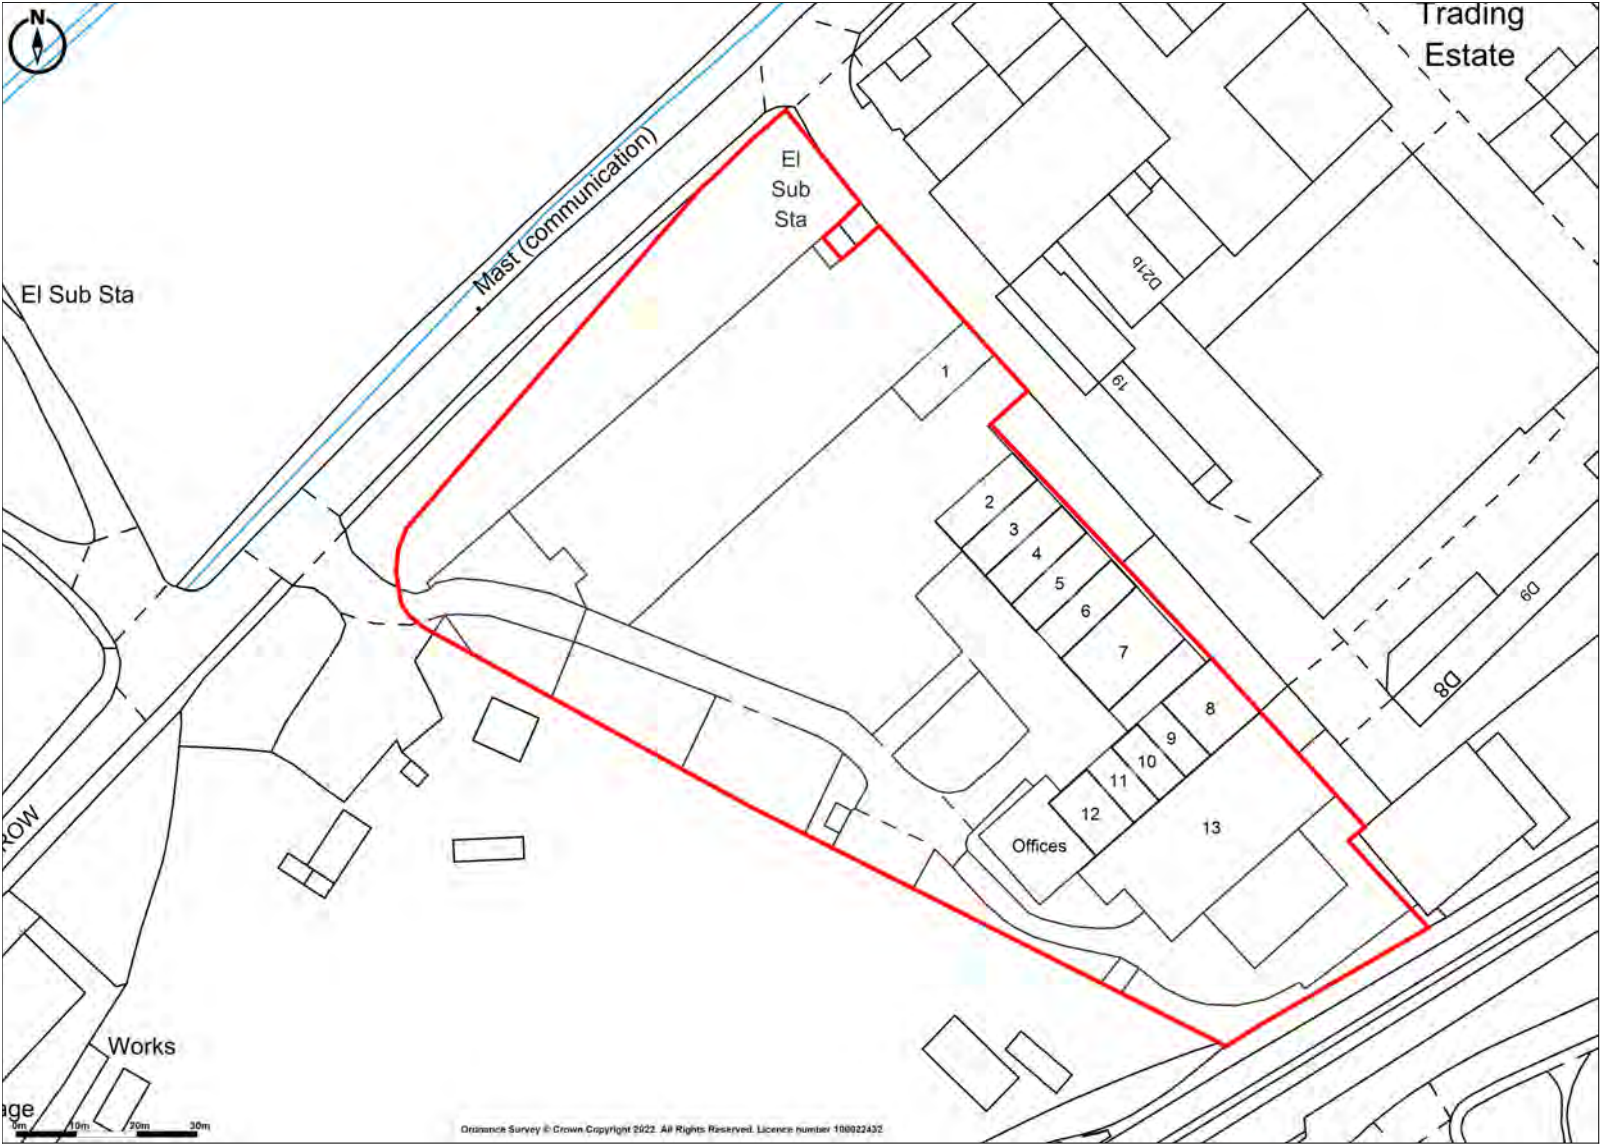 N
Trading
Estate
El
Sub
Sta
Mast (communication)
El Sub Sta
D21b
1
19
2
3
4
5
6
7
D9
D8
8
9
10
11
12
13
Offices
ROW
Works
age
0m 10m 20m 30m
Ordnance Survey © Crown Copyright 2022. All Rights Reserved. Licence number 100022432